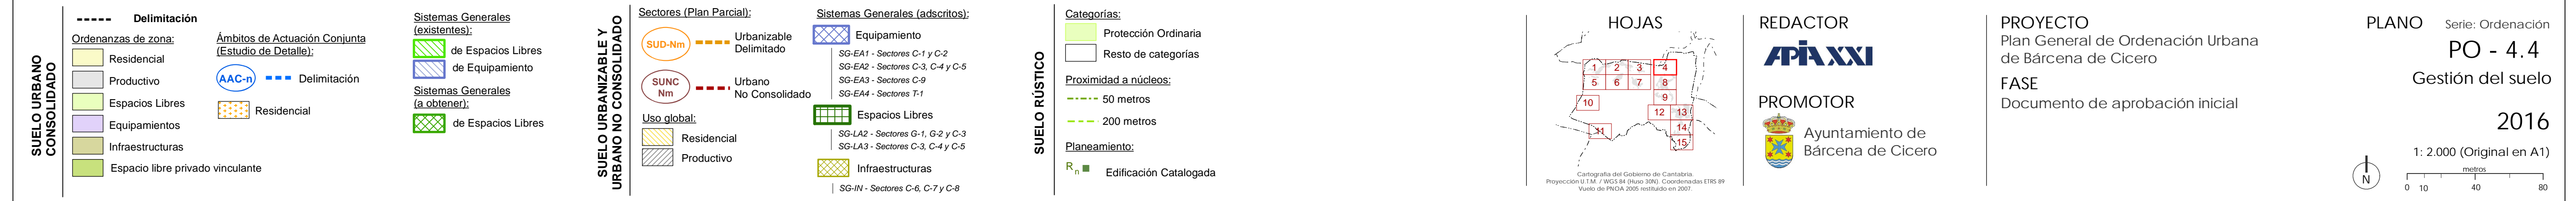 SUELO URBANO
CONSOLIDADO
Delimitación
Ordenanzas de zona:
Residencial
Productivo
Espacios Libres
Equipamientos
Infraestructuras
Espacio libre privado vinculante
Ámbitos de Actuación Conjunta
(Estudio de Detalle):
AAC-n
Delimitación
Residencial
Sistemas Generales
(existentes):
de Espacios Libres
de Equipamiento
Sistemas Generales
(a obtener):
de Espacios Libres
SUELO URBANIZABLE Y
URBANO NO CONSOLIDADO
Sectores (Plan Parcial):
SUD-Nm
Urbanizable
Delimitado
SUNC
Nm
Urbano
No Consolidado
Uso global:
Residencial
Productivo
Sistemas Generales (adscritos):
Equipamiento
SG-EA1 - Sectores C-1 y C-2
SG-EA2 - Sectores C-3, C-4 y C-5
SG-EA3 - Sectores C-9
SG-EA4 - Sectores T-1
Espacios Libres
SG-LA2 - Sectores G-1, G-2 y C-3
SG-LA3 - Sectores C-3, C-4 y C-5
Infraestructuras
SG-IN - Sectores C-6, C-7 y C-8
SUELO RÚSTICO
Categorías:
Protección Ordinaria
Resto de categorías
Proximidad a núcleos:
50 metros
200 metros
Planeamiento:
Rn
Edificación Catalogada
HOJAS
1 2 3 4
5 6 7 8
9
10
12 13
11 14
15
Cartografía del Gobierno de Cantabria.
Proyección U.T.M. / WGS 84 (Huso 30N). Coordenadas ETRS 89
Vuelo de PNOA 2005 restituido en 2007
REDACTOR
APIA XXI
PROMOTOR
Ayuntamiento de
Bárcena de Cicero
PROYECTO
Plan General de Ordenación Urbana
de Bárcena de Cicero
FASE
Documento de aprobación inicial
PLANO
Serie: Ordenación
PO - 4.4
Gestión del suelo
2016
1: 2.000 (Original en A1)
N
metros
0 10 40 80